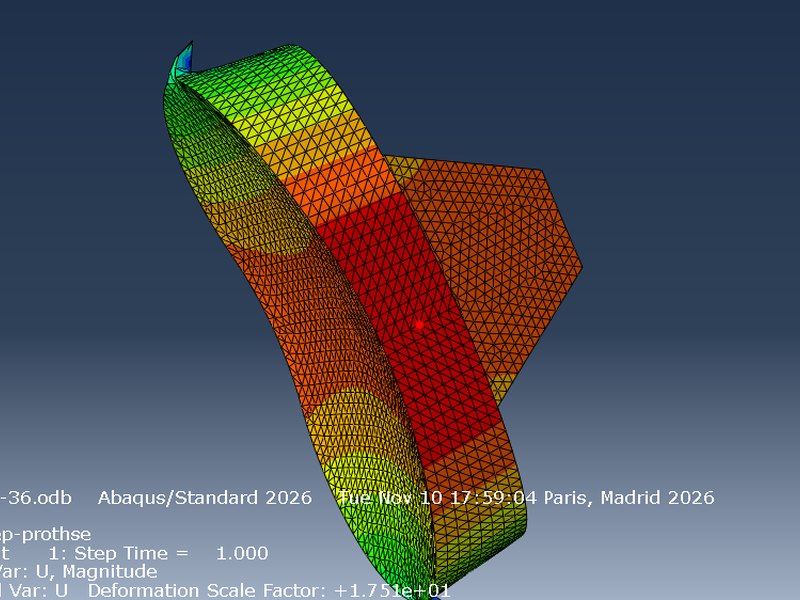 -36.odb Abaqus/Standard 2026 Tue Nov 10 17:59:04 Paris, Madrid 2026
ep-prothse
t 1: Step Time = 1.000
Var: U, Magnitude
d Var: U Deformation Scale Factor: +1.751e+01